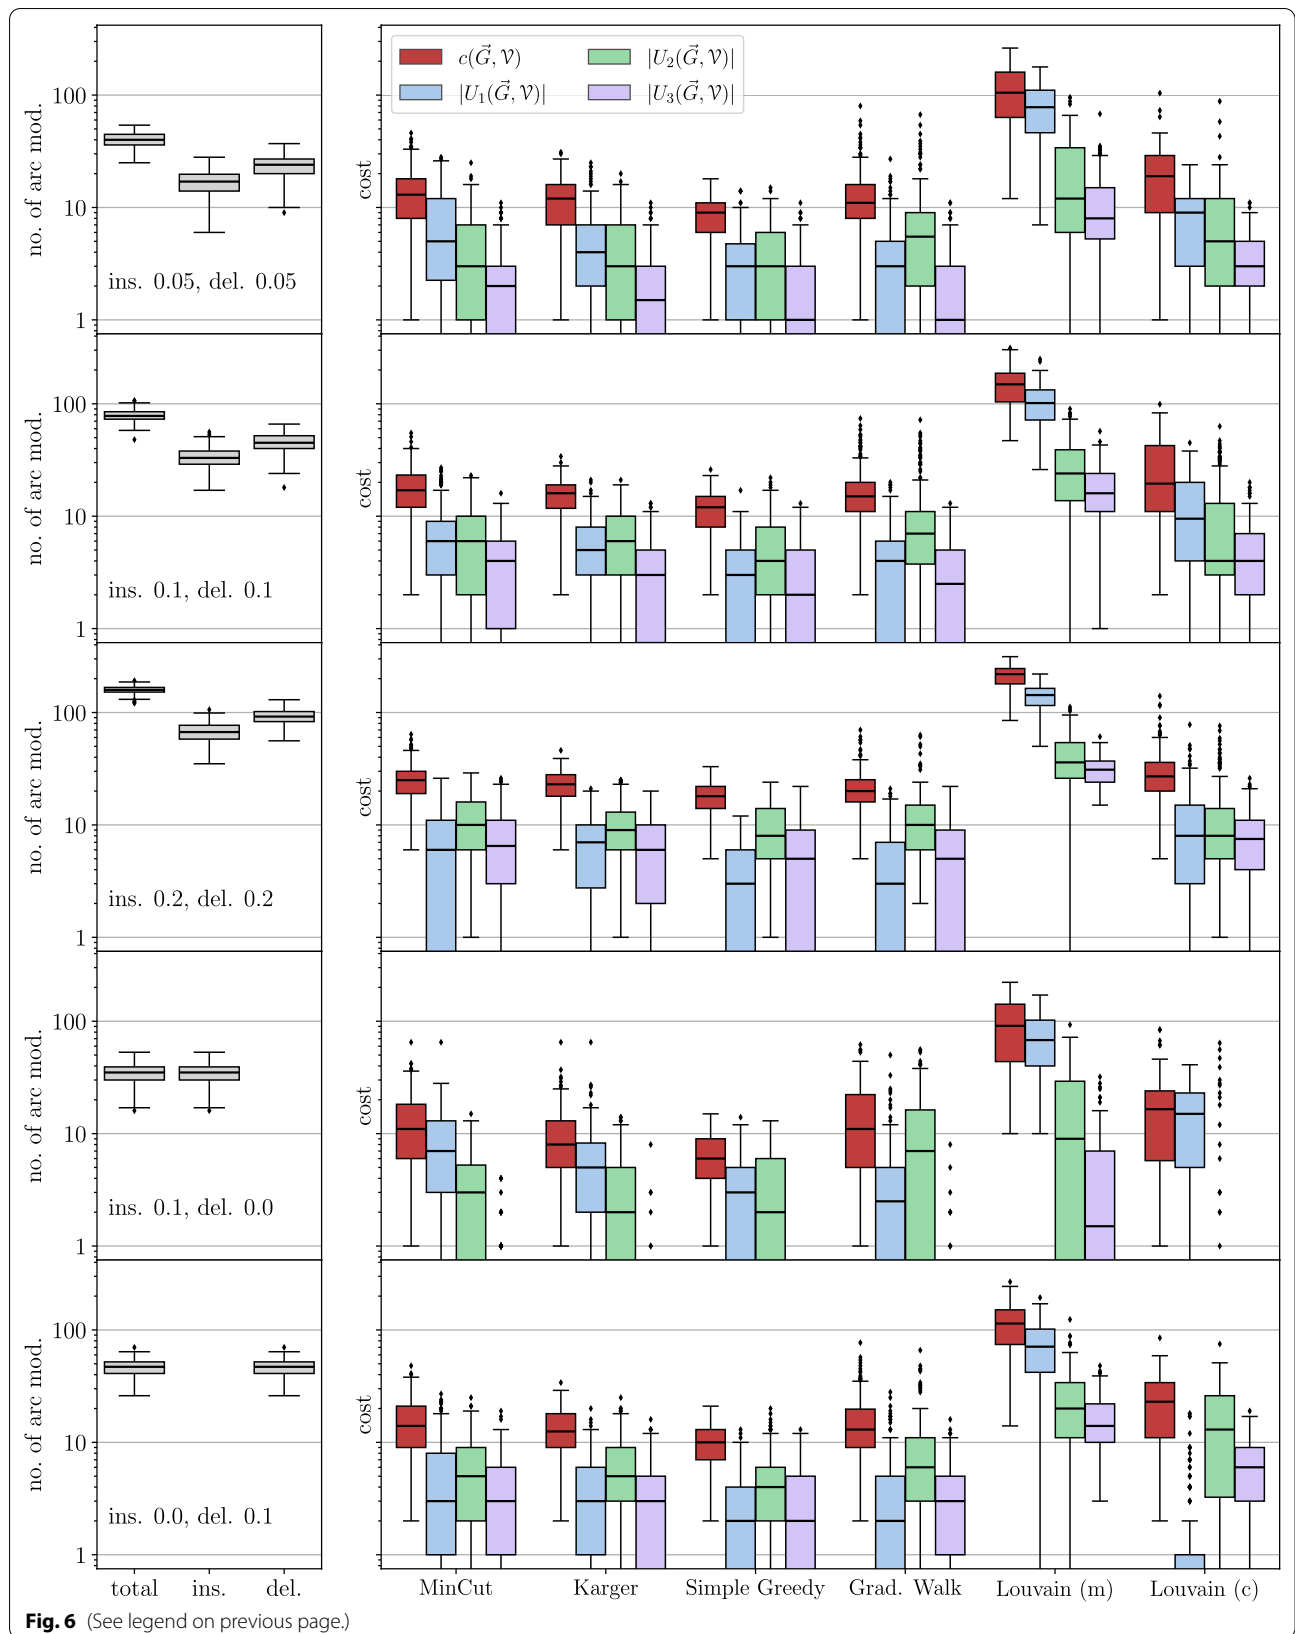 no. of arc mod.
100
10
1
ins. 0.05, del. 0.05
cost
c(G⃗, 𝒱)
|U₁(G⃗, 𝒱)|
|U₂(G⃗, 𝒱)|
|U₃(G⃗, 𝒱)|
no. of arc mod.
100
10
1
ins. 0.1, del. 0.1
cost
no. of arc mod.
100
10
1
ins. 0.2, del. 0.2
cost
no. of arc mod.
100
10
1
ins. 0.1, del. 0.0
cost
no. of arc mod.
100
10
1
ins. 0.0, del. 0.1
cost
total ins. del.
MinCut Karger Simple Greedy Grad. Walk Louvain (m) Louvain (c)
Fig. 6 (See legend on previous page.)